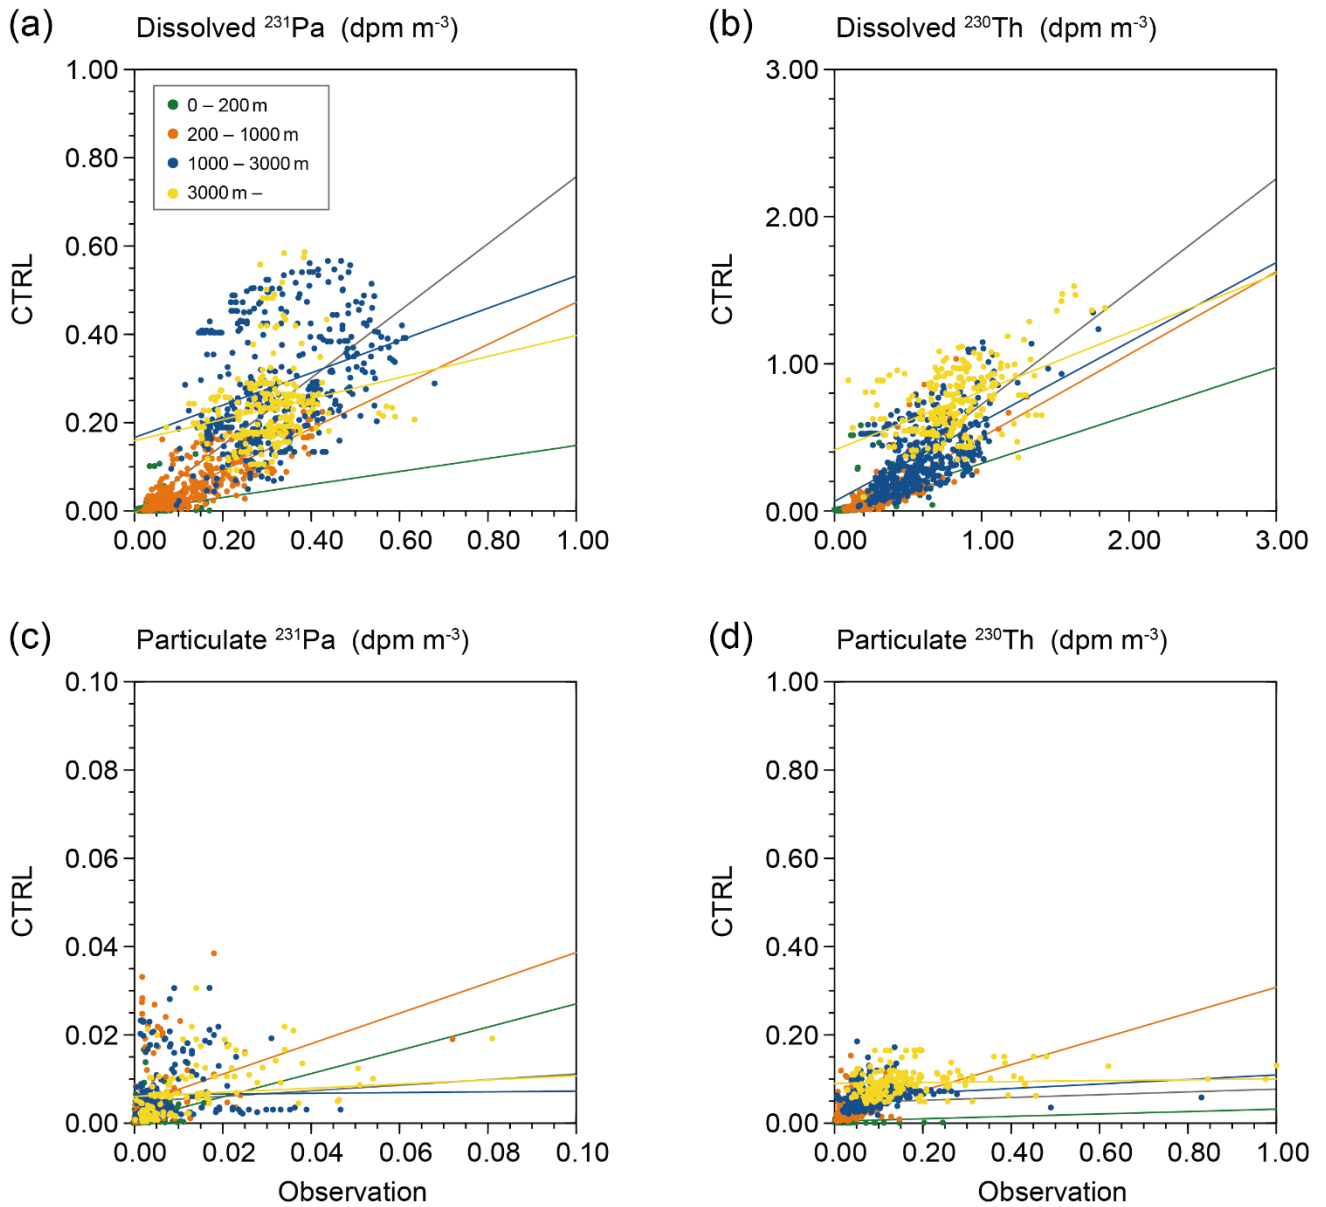 (a) Dissolved ²³¹Pa (dpm m⁻³)
1.00
0.80
0.60
0.40
0.20
0.00
CTRL
0 – 200 m
200 – 1000 m
1000 – 3000 m
3000 m –
0.00 0.20 0.40 0.60 0.80 1.00
(b) Dissolved ²³⁰Th (dpm m⁻³)
3.00
2.00
1.00
0.00
CTRL
0.00 1.00 2.00 3.00
(c) Particulate ²³¹Pa (dpm m⁻³)
0.10
0.08
0.06
0.04
0.02
0.00
CTRL
0.00 0.02 0.04 0.06 0.08 0.10
Observation
(d) Particulate ²³⁰Th (dpm m⁻³)
1.00
0.80
0.60
0.40
0.20
0.00
CTRL
0.00 0.20 0.40 0.60 0.80 1.00
Observation